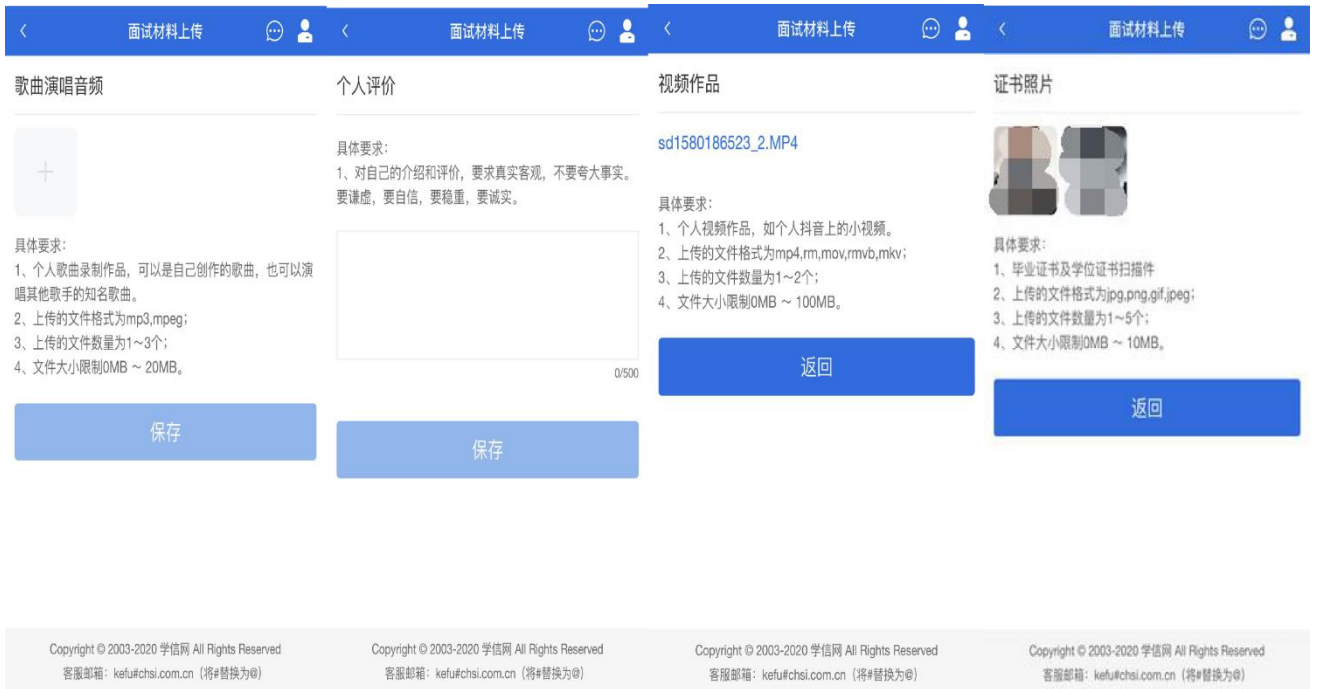 面试材料上传
歌曲演唱音频
具体要求：
1、个人歌曲录制作品，可以是自己创作的歌曲，也可以演
唱其他歌手的知名歌曲。
2、上传的文件格式为mp3,mpeg；
3、上传的文件数量为1～3个；
4、文件大小限制0MB ～ 20MB。
保存
Copyright © 2003-2020 学信网 All Rights Reserved
客服邮箱：kefu#chsi.com.cn（将#替换为@）
面试材料上传
个人评价
具体要求：
1、对自己的介绍和评价，要求真实客观，不要夸大事实。
要谦虚，要自信，要稳重，要诚实。
0/500
保存
Copyright © 2003-2020 学信网 All Rights Reserved
客服邮箱：kefu#chsi.com.cn（将#替换为@）
面试材料上传
视频作品
sd1580186523_2.MP4
具体要求：
1、个人视频作品，如个人抖音上的小视频。
2、上传的文件格式为mp4,rm,mov,rmvb,mkv；
3、上传的文件数量为1～2个；
4、文件大小限制0MB ～ 100MB。
返回
Copyright © 2003-2020 学信网 All Rights Reserved
客服邮箱：kefu#chsi.com.cn（将#替换为@）
面试材料上传
证书照片
具体要求：
1、毕业证书及学位证书扫描件
2、上传的文件格式为jpg,png,gif,jpeg；
3、上传的文件数量为1～5个；
4、文件大小限制0MB ～ 10MB。
返回
Copyright © 2003-2020 学信网 All Rights Reserved
客服邮箱：kefu#chsi.com.cn（将#替换为@）